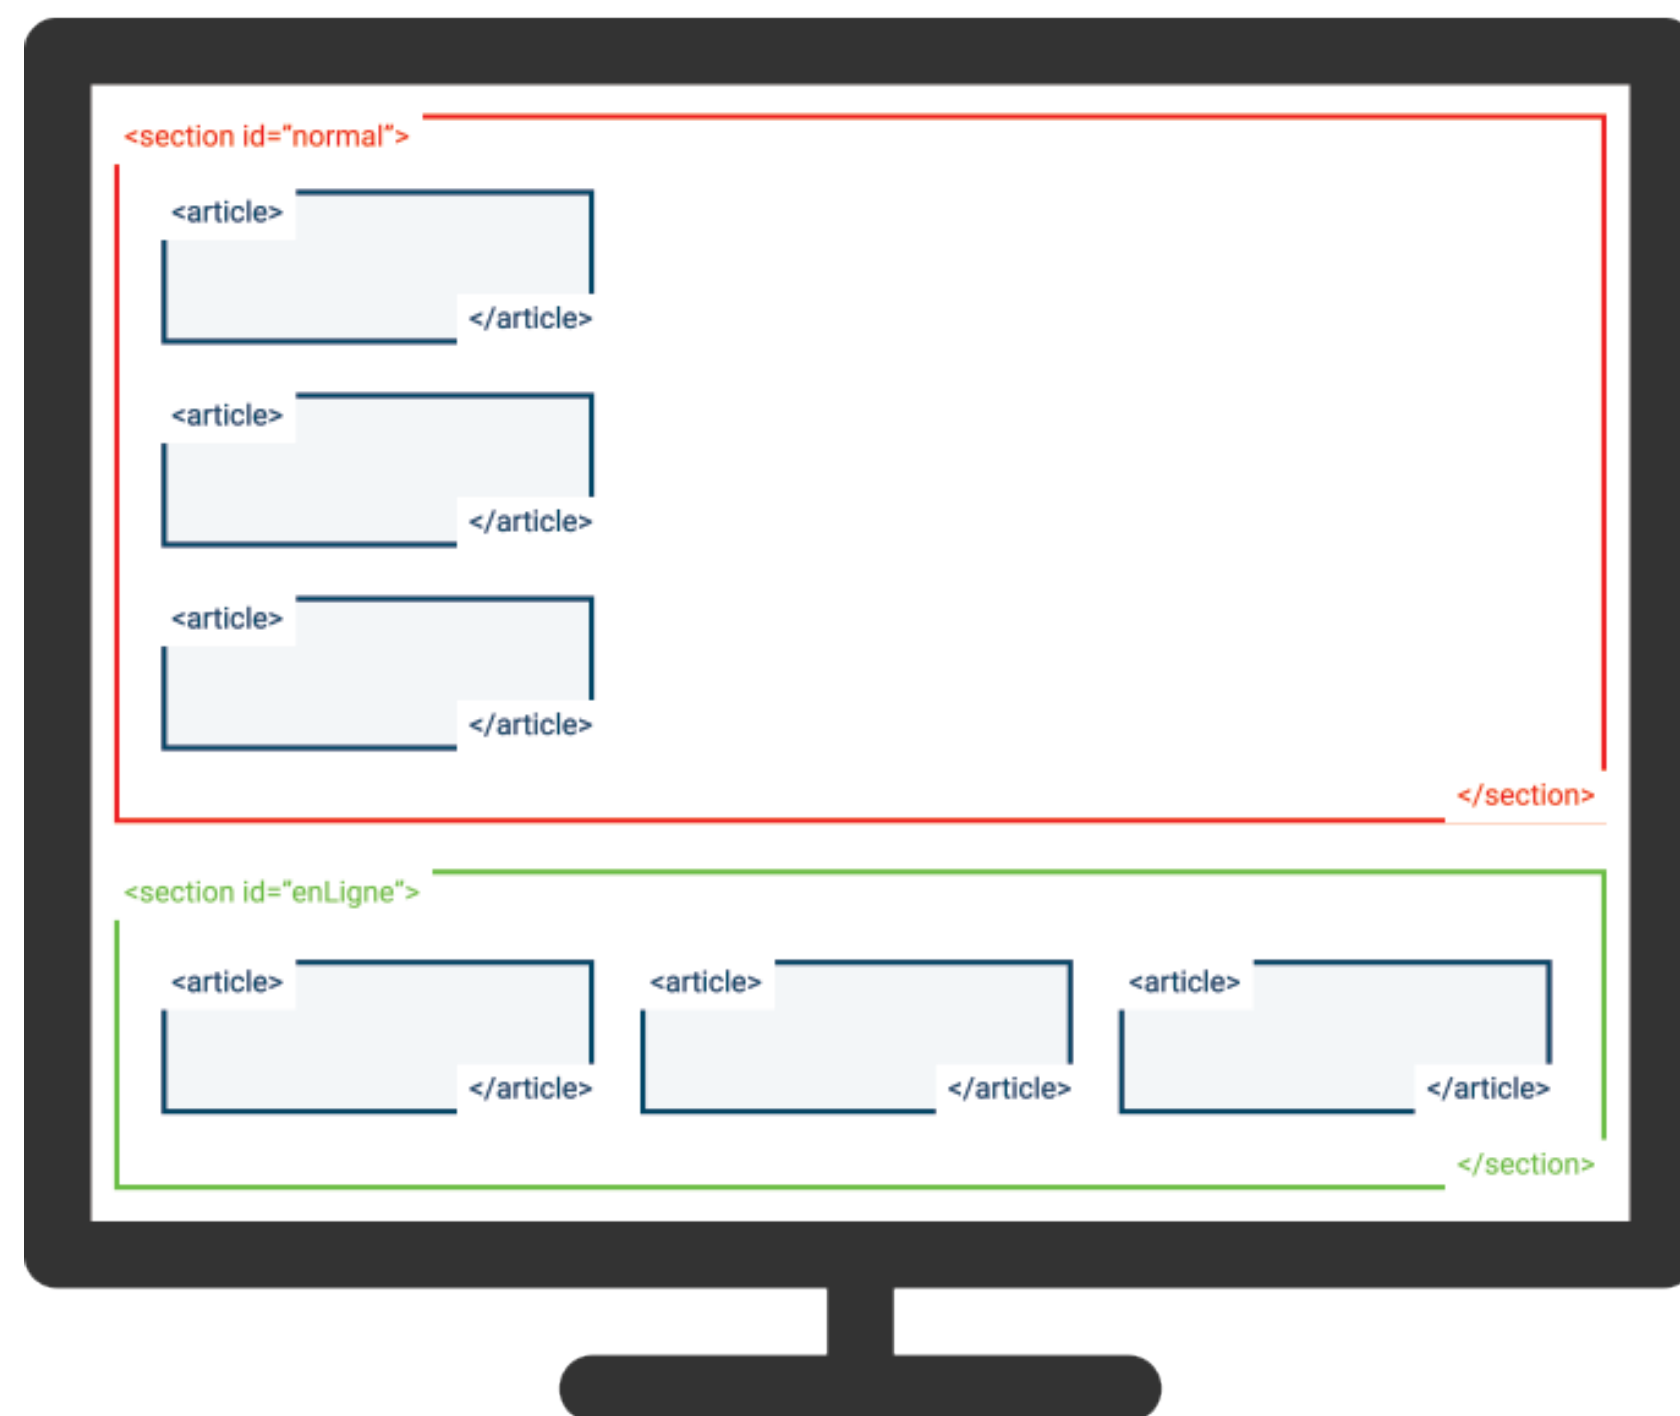 <section id="normal">
<article>
</article>
<article>
</article>
<article>
</article>
</section>
<section id="enLigne">
<article> <article> <article>
</article> </article> </article>
</section>